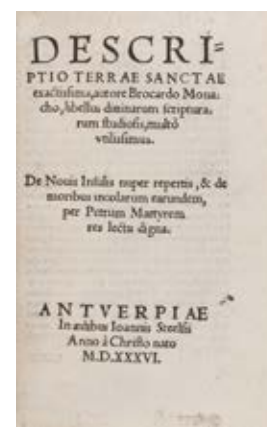 DESCRI=
PTIO TERRAE SANCTAE
exactissima, autore Brocardo Mona
cho, libellus diuinarum scriptura,
rum studiosis, multò
vtilissimus.
De Nouis Insulis nuper repertis, & de
moribus incolarum earundem,
per Petrum Martyrem
res lectu digna.
ANTVERPIAE
In ædibus Ioannis Steelsii
Anno à Christo nato
M.D.XXXVI.